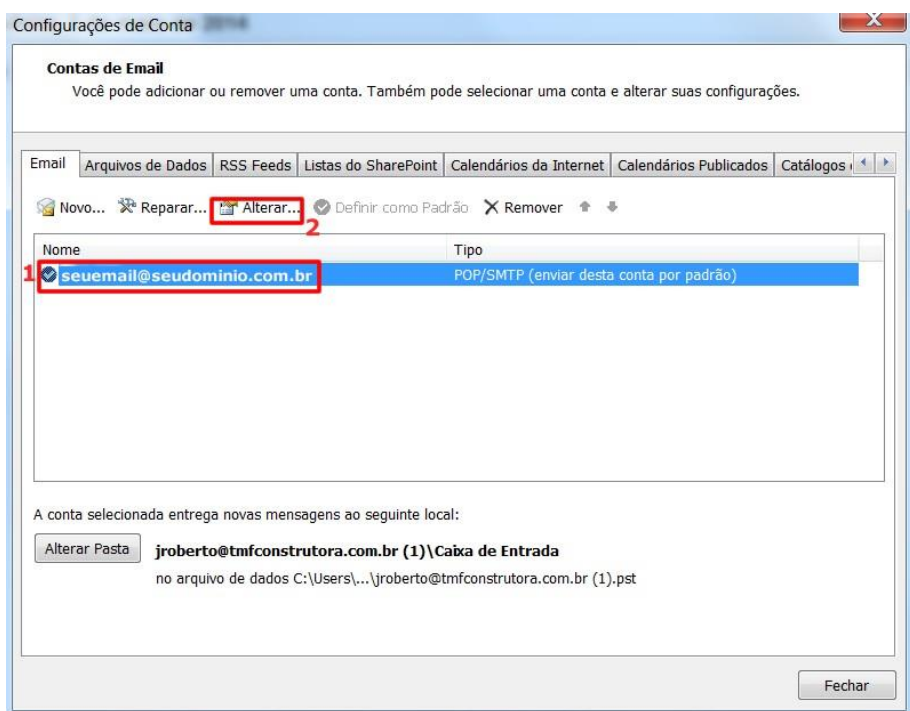 Configurações de Conta 2014
Contas de Email
Você pode adicionar ou remover uma conta. Também pode selecionar uma conta e alterar suas configurações.
Email Arquivos de Dados RSS Feeds Listas do SharePoint Calendários da Internet Calendários Publicados Catálogos
Novo... Reparar... Alterar... Definir como Padrão Remover
2
Nome Tipo
1 seuemail@seudominio.com.br POP/SMTP (enviar desta conta por padrão)
A conta selecionada entrega novas mensagens ao seguinte local:
Alterar Pasta jroberto@tmfconstrutora.com.br (1)\Caixa de Entrada
no arquivo de dados C:\Users\...\jroberto@tmfconstrutora.com.br (1).pst
Fechar